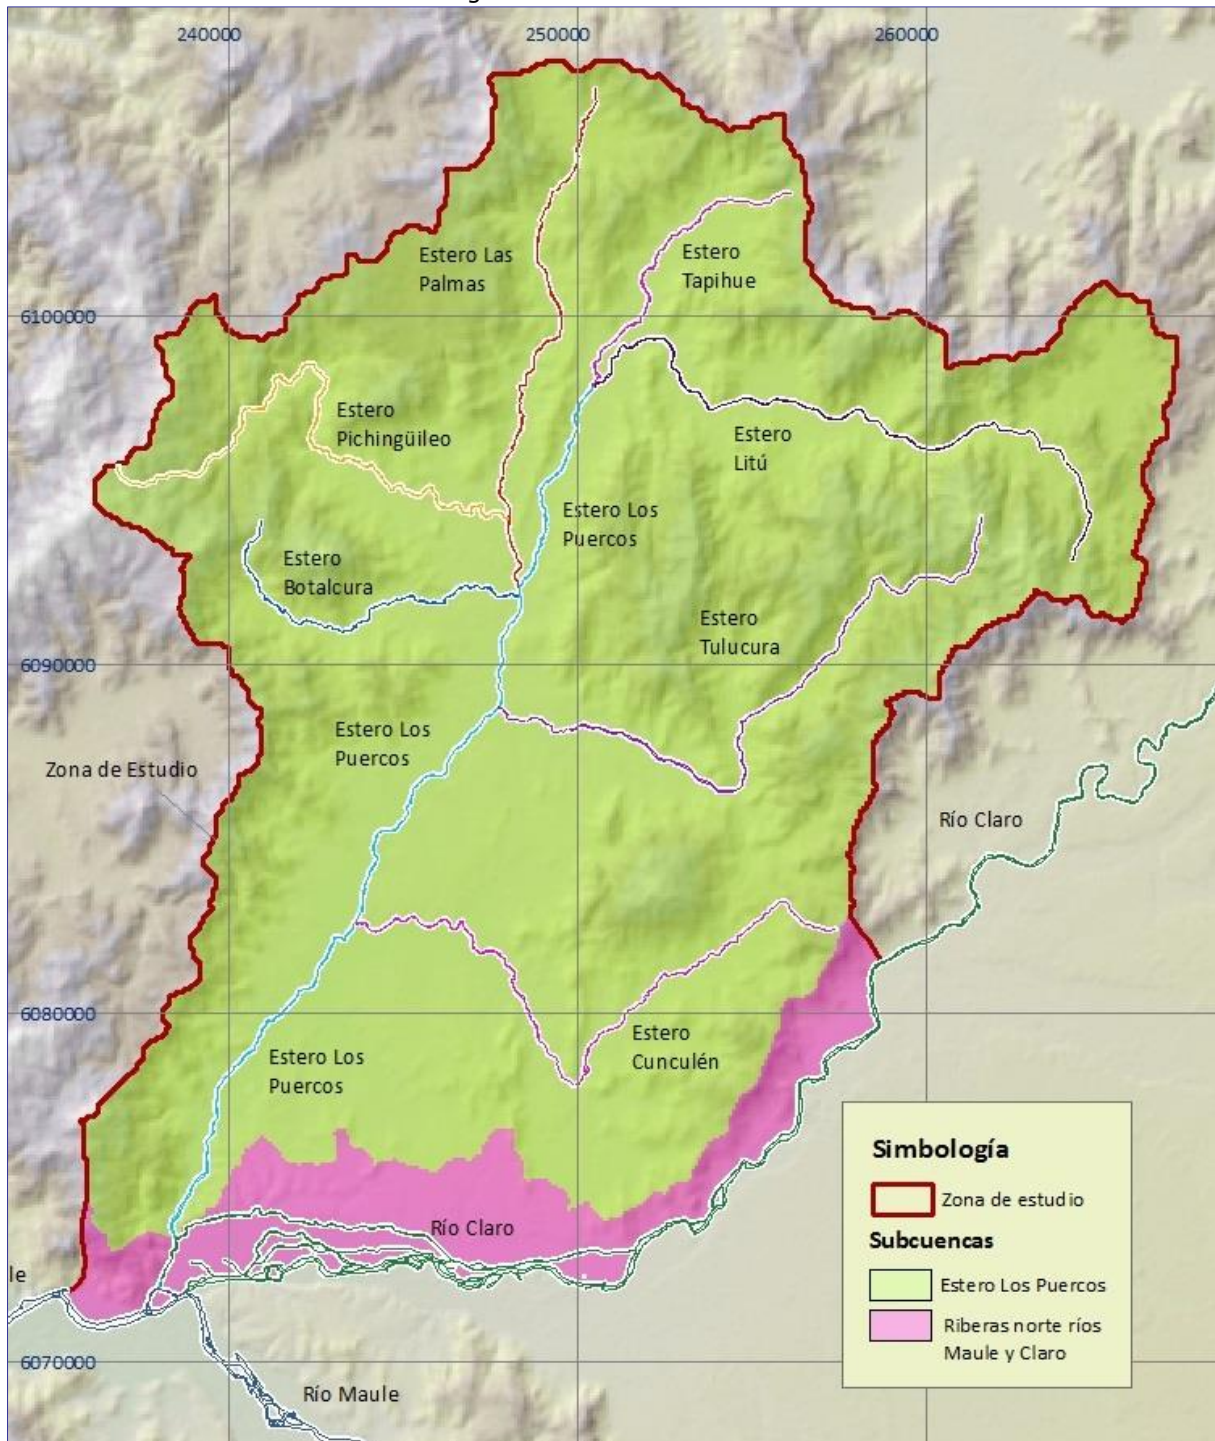 240000
250000
260000
Estero Las
Palmas
Estero
Tapihue
6100000
Estero
Pichingüileo
Estero
Litú
Estero Los
Puercos
Estero
Botalcura
Estero
Tulucura
6090000
Estero Los
Puercos
Zona de Estudio
Río Claro
6080000
Estero
Cunculén
Estero Los
Puercos
Simbología
Zona de estudio
Subcuencas
Estero Los Puercos
Riberas norte ríos
Maule y Claro
Río Claro
le
6070000
Río Maule